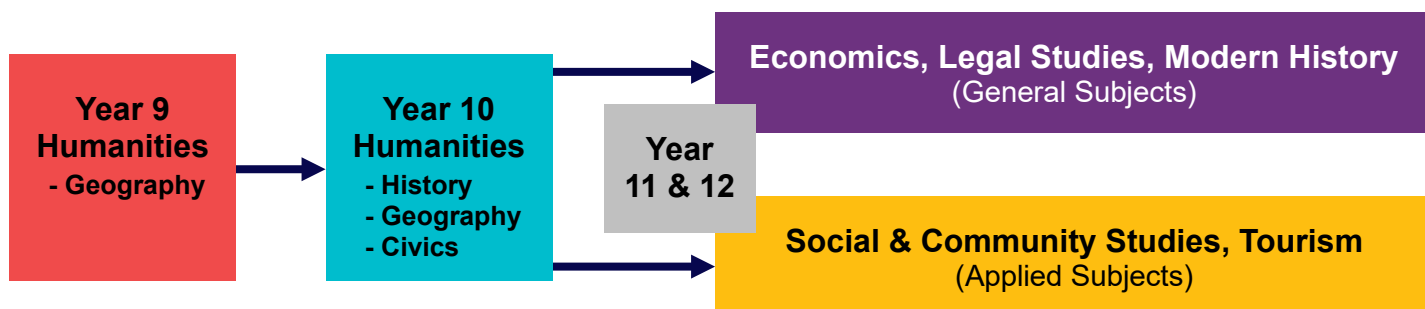 Year 9
Humanities
- Geography
Year 10
Humanities
- History
- Geography
- Civics
Year
11 & 12
Economics, Legal Studies, Modern History
(General Subjects)
Social & Community Studies, Tourism
(Applied Subjects)